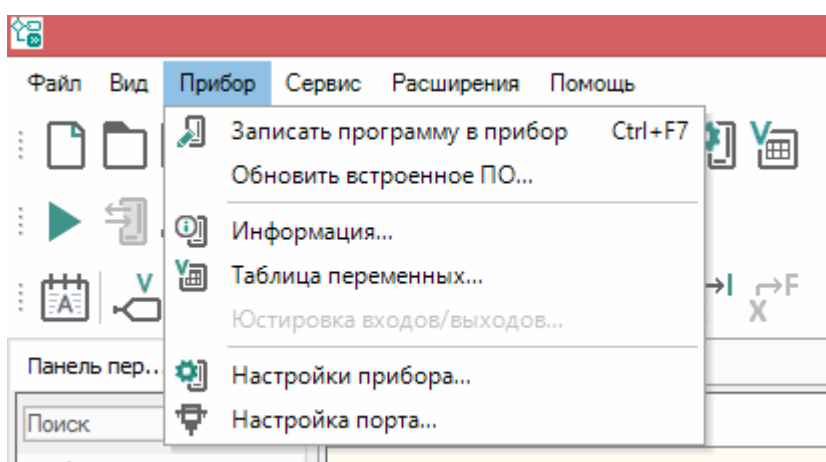 Файл Вид Прибор Сервис Расширения Помощь
Записать программу в прибор Ctrl+F7
Обновить встроенное ПО...
Информация...
Таблица переменных...
Юстировка входов/выходов...
Панель пер...
Настройки прибора...
Поиск
Настройка порта...